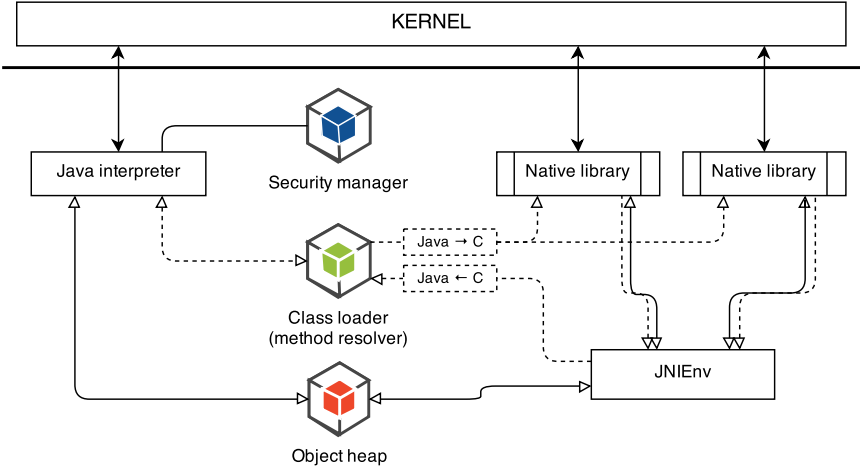 KERNEL
Java interpreter
Security manager
Native library
Native library
Java → C
Java ← C
Class loader
(method resolver)
JNIEnv
Object heap